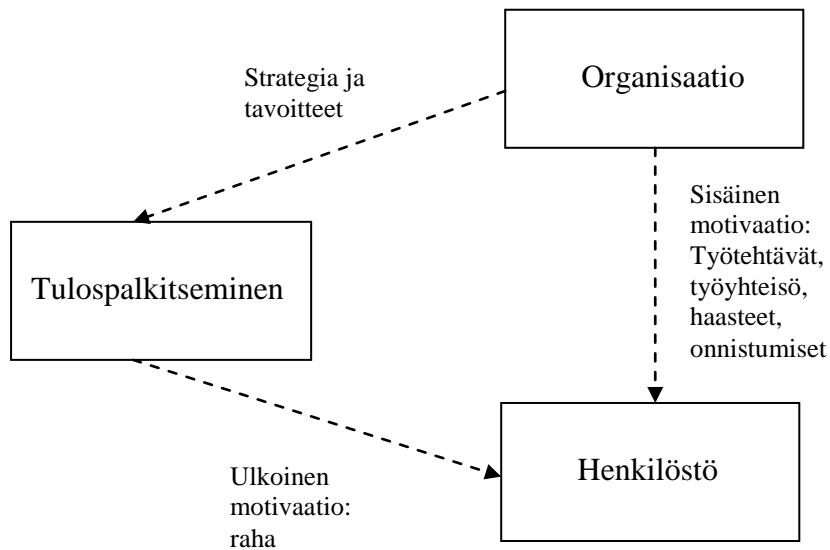 Strategia ja
tavoitteet
Organisaatio
Sisäinen
motivaatio:
Työtehtävät,
työyhteisö,
haasteet,
onnistumiset
Tulospalkitseminen
Ulkoinen
motivaatio:
raha
Henkilöstö